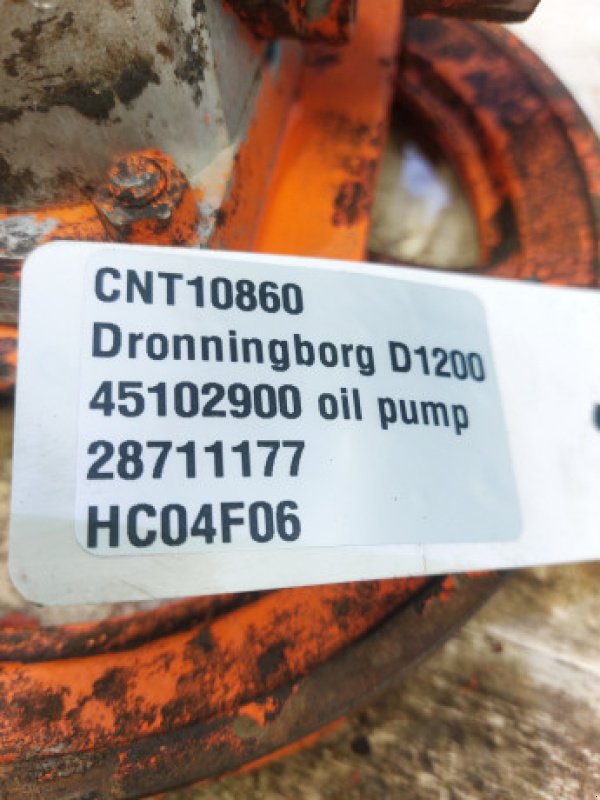 CNT10860
Dronningborg D1200
45102900 oil pump
28711177
HC04F06